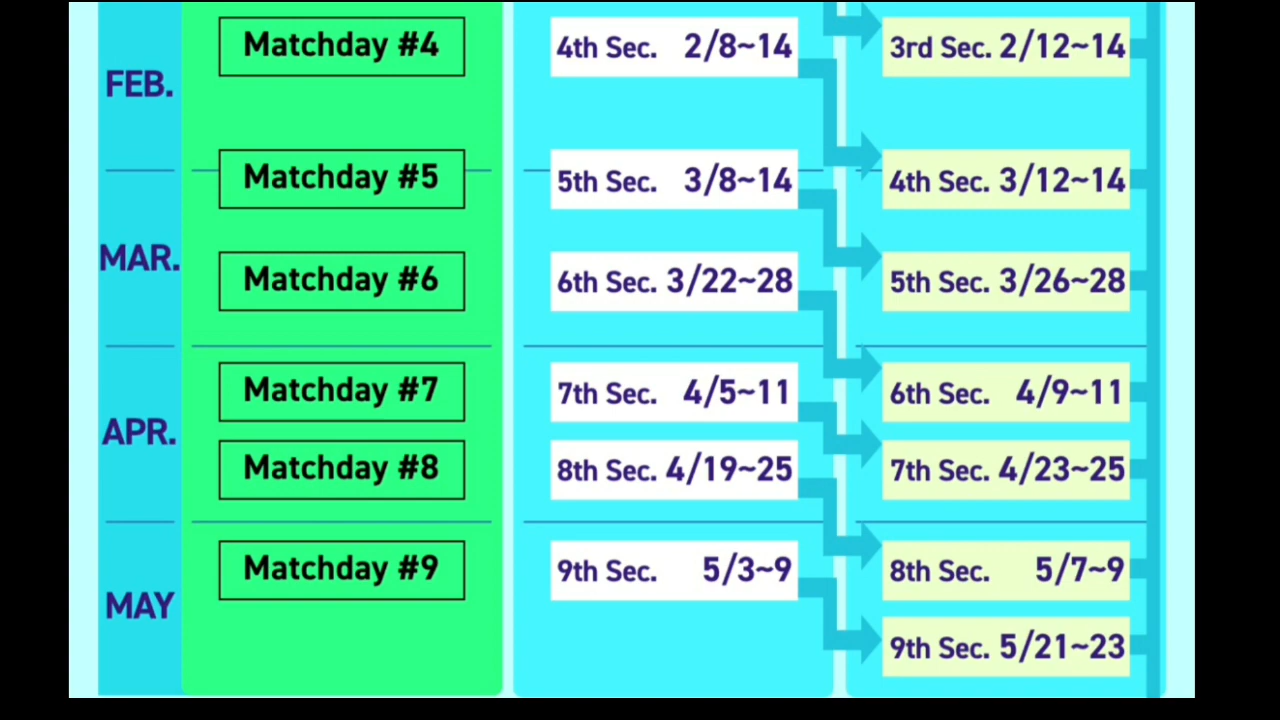 Matchday #4 4th Sec. 2/8~14 3rd Sec. 2/12~14
FEB.
Matchday #5 5th Sec. 3/8~14 4th Sec. 3/12~14
MAR.
Matchday #6 6th Sec. 3/22~28 5th Sec. 3/26~28
Matchday #7 7th Sec. 4/5~11 6th Sec. 4/9~11
APR.
Matchday #8 8th Sec. 4/19~25 7th Sec. 4/23~25
Matchday #9 9th Sec. 5/3~9 8th Sec. 5/7~9
MAY
9th Sec. 5/21~23